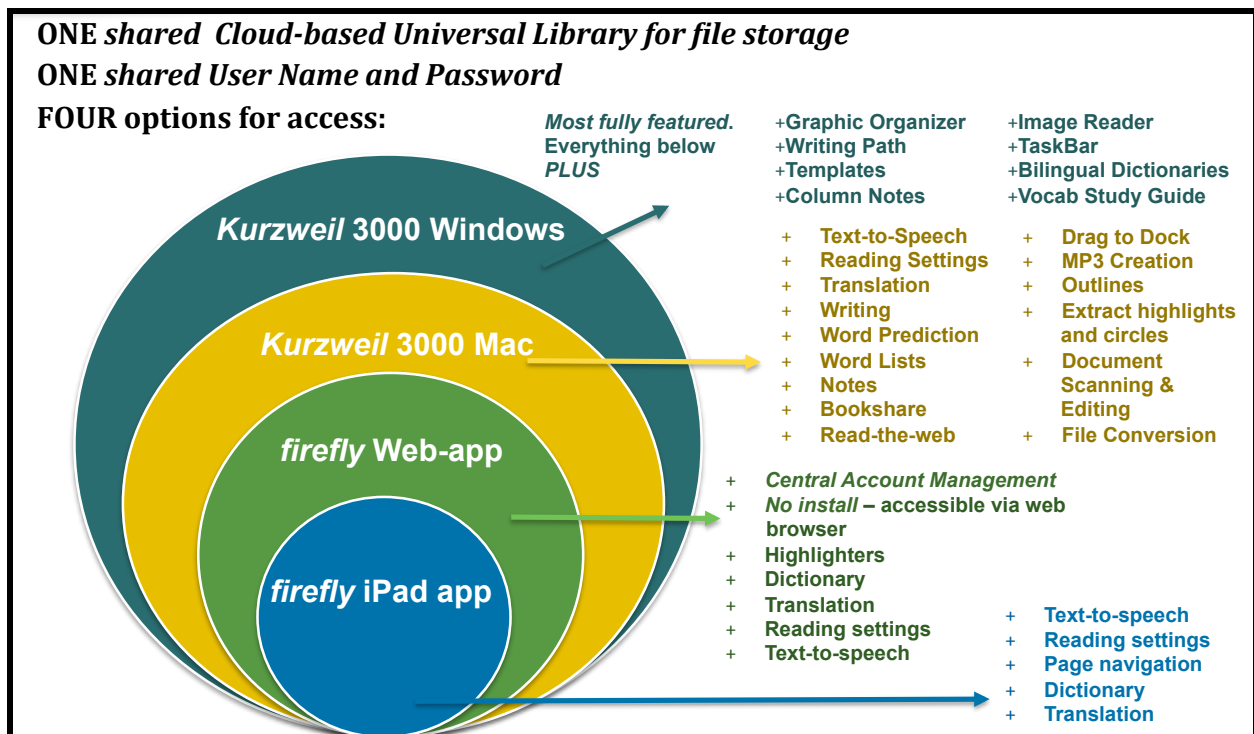 ONE shared Cloud-based Universal Library for file storage
ONE shared User Name and Password
FOUR options for access:
Most fully featured.
Everything below
PLUS
+Graphic Organizer
+Writing Path
+Templates
+Column Notes
+Image Reader
+TaskBar
+Bilingual Dictionaries
+Vocab Study Guide
Kurzweil 3000 Windows
+ Text-to-Speech
+ Reading Settings
+ Translation
+ Writing
+ Word Prediction
+ Word Lists
+ Notes
+ Bookshare
+ Read-the-web
+ Drag to Dock
+ MP3 Creation
+ Outlines
+ Extract highlights
and circles
+ Document
Scanning &
Editing
+ File Conversion
Kurzweil 3000 Mac
firefly Web-app
+ Central Account Management
+ No install – accessible via web
browser
+ Highlighters
+ Dictionary
+ Translation
+ Reading settings
+ Text-to-speech
firefly iPad app
+ Text-to-speech
+ Reading settings
+ Page navigation
+ Dictionary
+ Translation